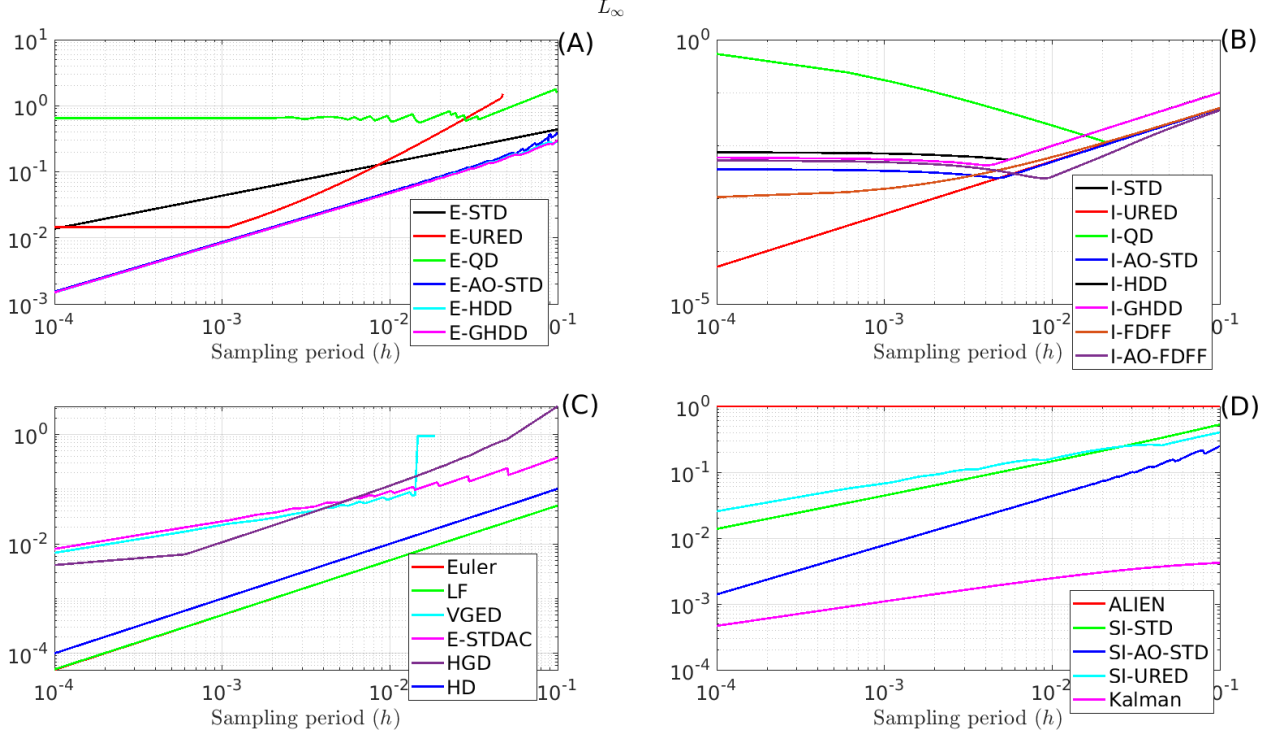 L∞
(A)
10^1
10^0
10^-1
10^-2
10^-3
10^-4
10^-3
10^-2
10^-1
Sampling period (h)
E-STD
E-URED
E-QD
E-AO-STD
E-HDD
E-GHDD
(B)
10^0
10^-5
10^-4
10^-3
10^-2
10^-1
Sampling period (h)
I-STD
I-URED
I-QD
I-AO-STD
I-HDD
I-GHDD
I-FDFF
I-AO-FDFF
(C)
10^0
10^-2
10^-4
10^-4
10^-3
10^-2
10^-1
Sampling period (h)
Euler
LF
VGED
E-STDAC
HGD
HD
(D)
10^0
10^-1
10^-2
10^-3
10^-4
10^-4
10^-3
10^-2
10^-1
Sampling period (h)
ALIEN
SI-STD
SI-AO-STD
SI-URED
Kalman